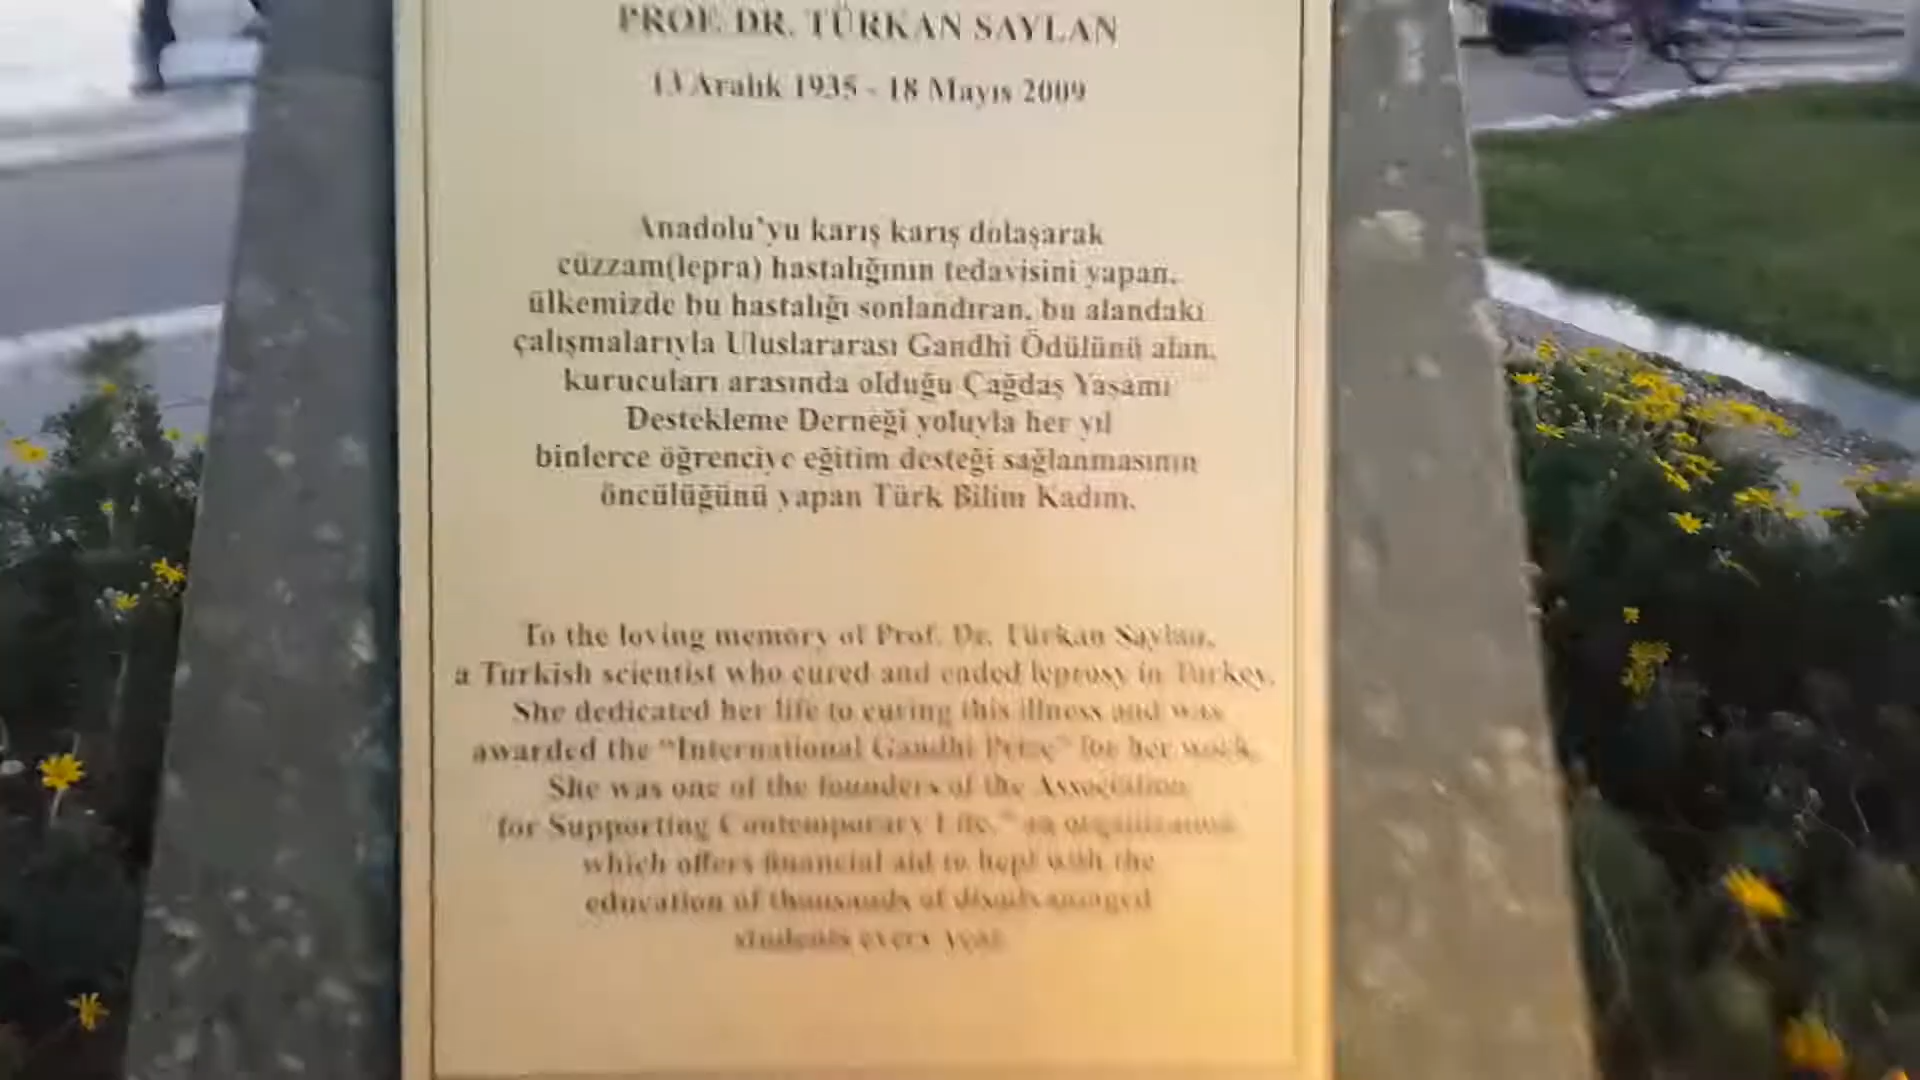 PROF. DR. TÜRKAN SAYLAN
13 Aralık 1935 - 18 Mayıs 2009
Anadolu'yu karış karış dolaşarak
cüzzam(lepra) hastalığının tedavisini yapan,
ülkemizde bu hastalığı sonlandıran, bu alandaki
çalışmalarıyla Uluslararası Gandhi Ödülünü alan,
kurucuları arasında olduğu Çağdaş Yaşamı
Destekleme Derneği yoluyla her yıl
binlerce öğrenciye eğitim desteği sağlanmasının
öncülüğünü yapan Türk Bilim Kadını.
To the loving memory of Prof. Dr. Türkan Saylan,
a Turkish scientist who cured and ended leprosy in Turkey.
She dedicated her life to curing this illness and was
awarded the "International Gandhi Prize" for her work.
She was one of the founders of the Association
for Supporting Contemporary Life," an organization
which offers financial aid to hepl with the
education of thousands of disadvantaged
students every year.